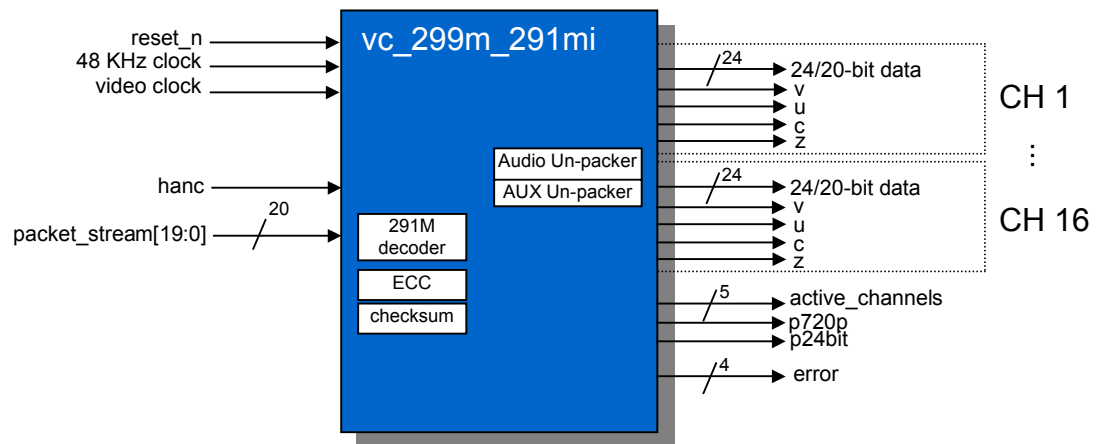 vc_299m_291mi
reset_n
48 KHz clock
video clock
hanc
packet_stream[19:0]
20
291M
decoder
ECC
checksum
Audio Un-packer
AUX Un-packer
24
24/20-bit data
v
u
c
z
CH 1
⋮
24
24/20-bit data
v
u
c
z
CH 16
5
active_channels
p720p
p24bit
4
error